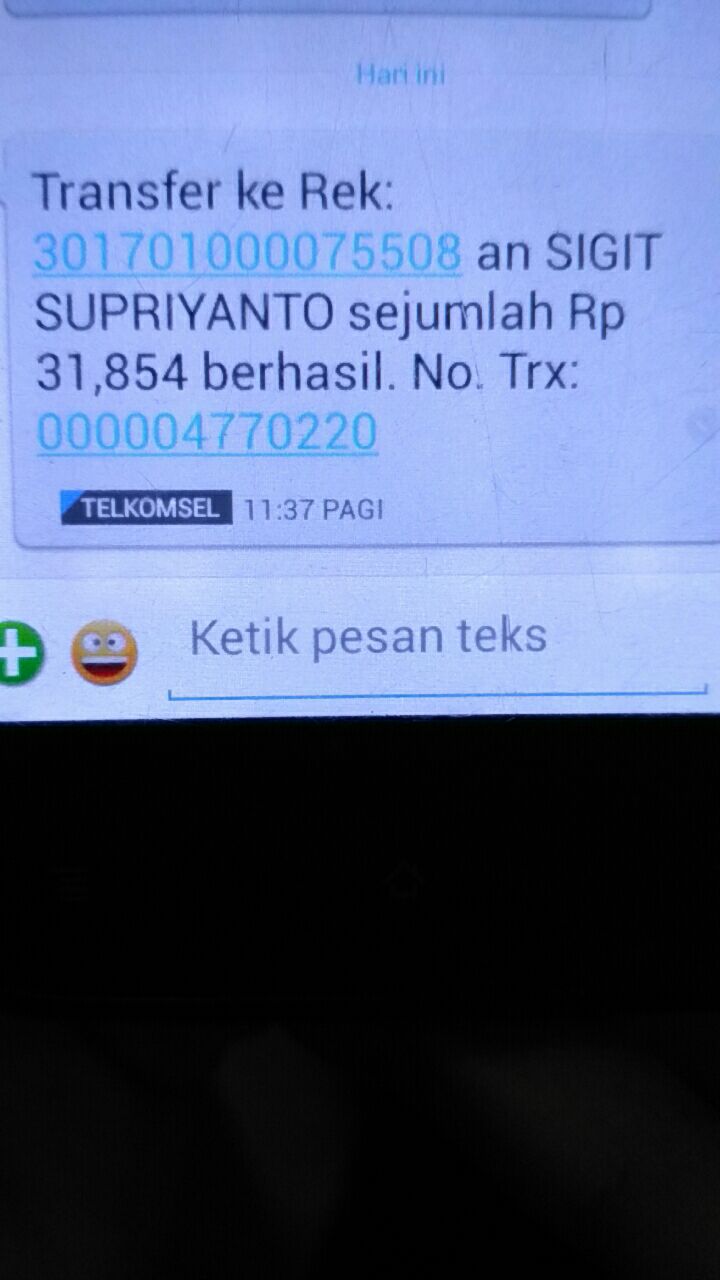 Hari ini
Transfer ke Rek:
301701000075508 an SIGIT
SUPRIYANTO sejumlah Rp
31,854 berhasil. No. Trx:
000004770220
TELKOMSEL 11:37 PAGI
Ketik pesan teks